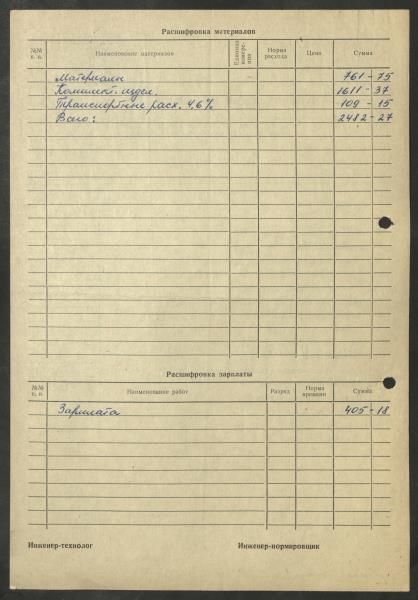 Расшифровка материалов
№№ п. п. Наименование материалов Единица измере- ния Норма расхода Цена Сумма
Материалы 761-75
Комплект. издел. 1611-37
Транспортные расх. 4,6% 109-15
Всего: 2482-27
Расшифровка зарплаты
№№ п. п. Наименование работ Разряд Норма времени Сумма
Зарплата 405-18
Инженер-технолог Инженер-нормировщик